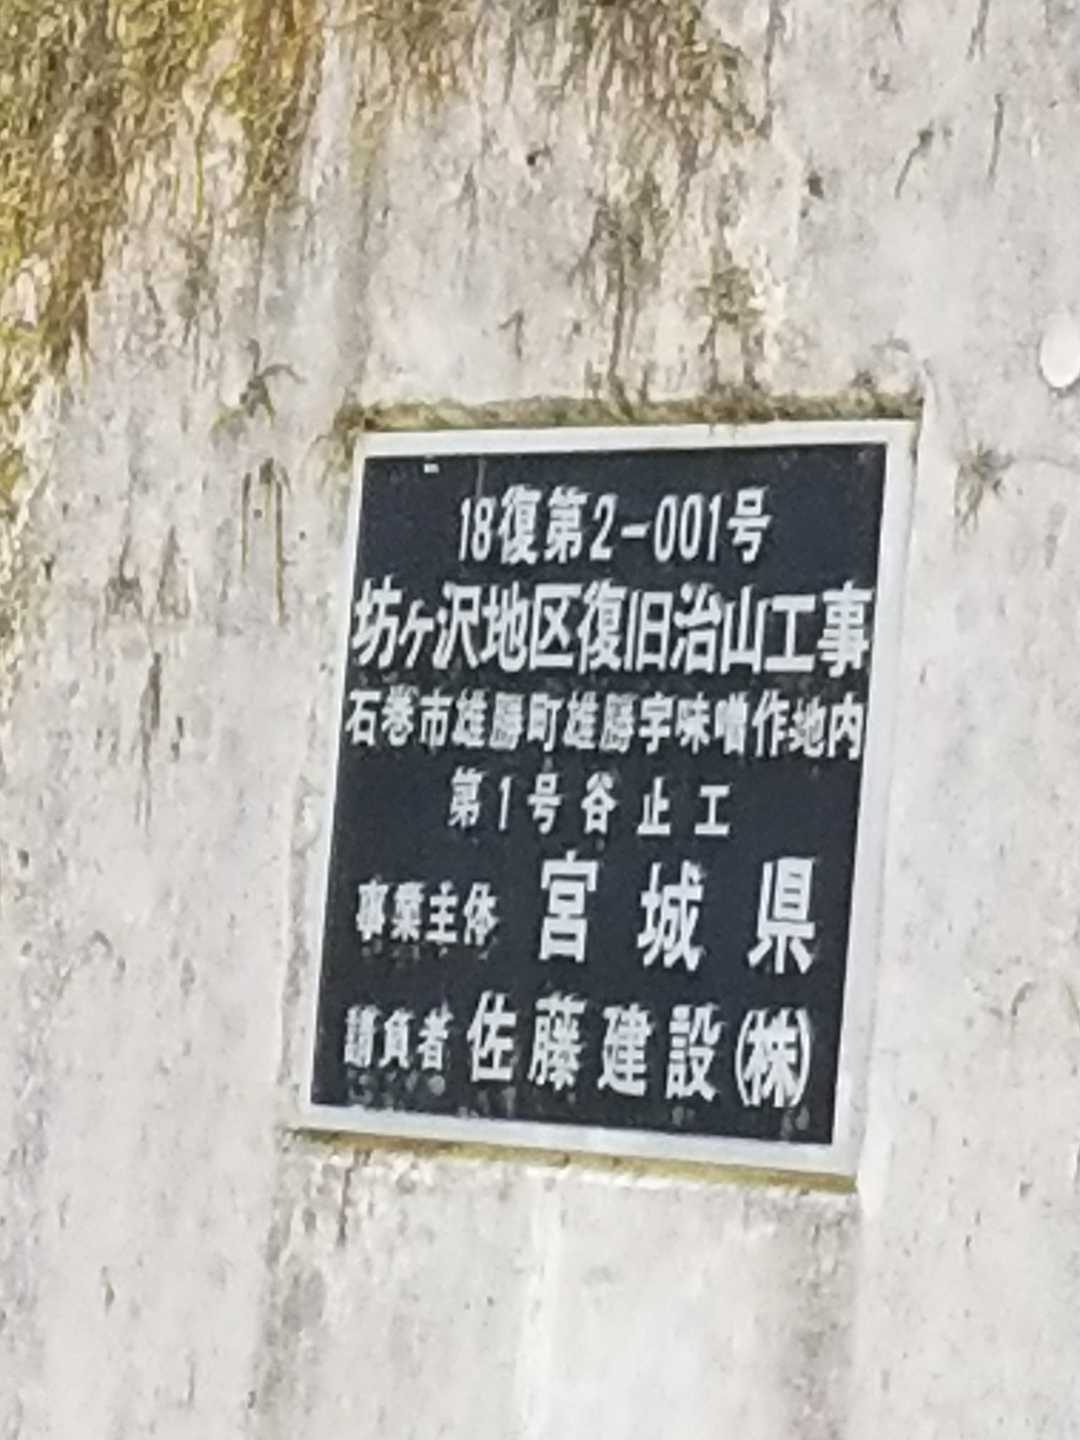 18復第2-001号
坊ヶ沢地区復旧治山工事
石巻市雄勝町雄勝字味噌作地内
第1号谷止工
事業主体 宮城県
請負者 佐藤建設(株)